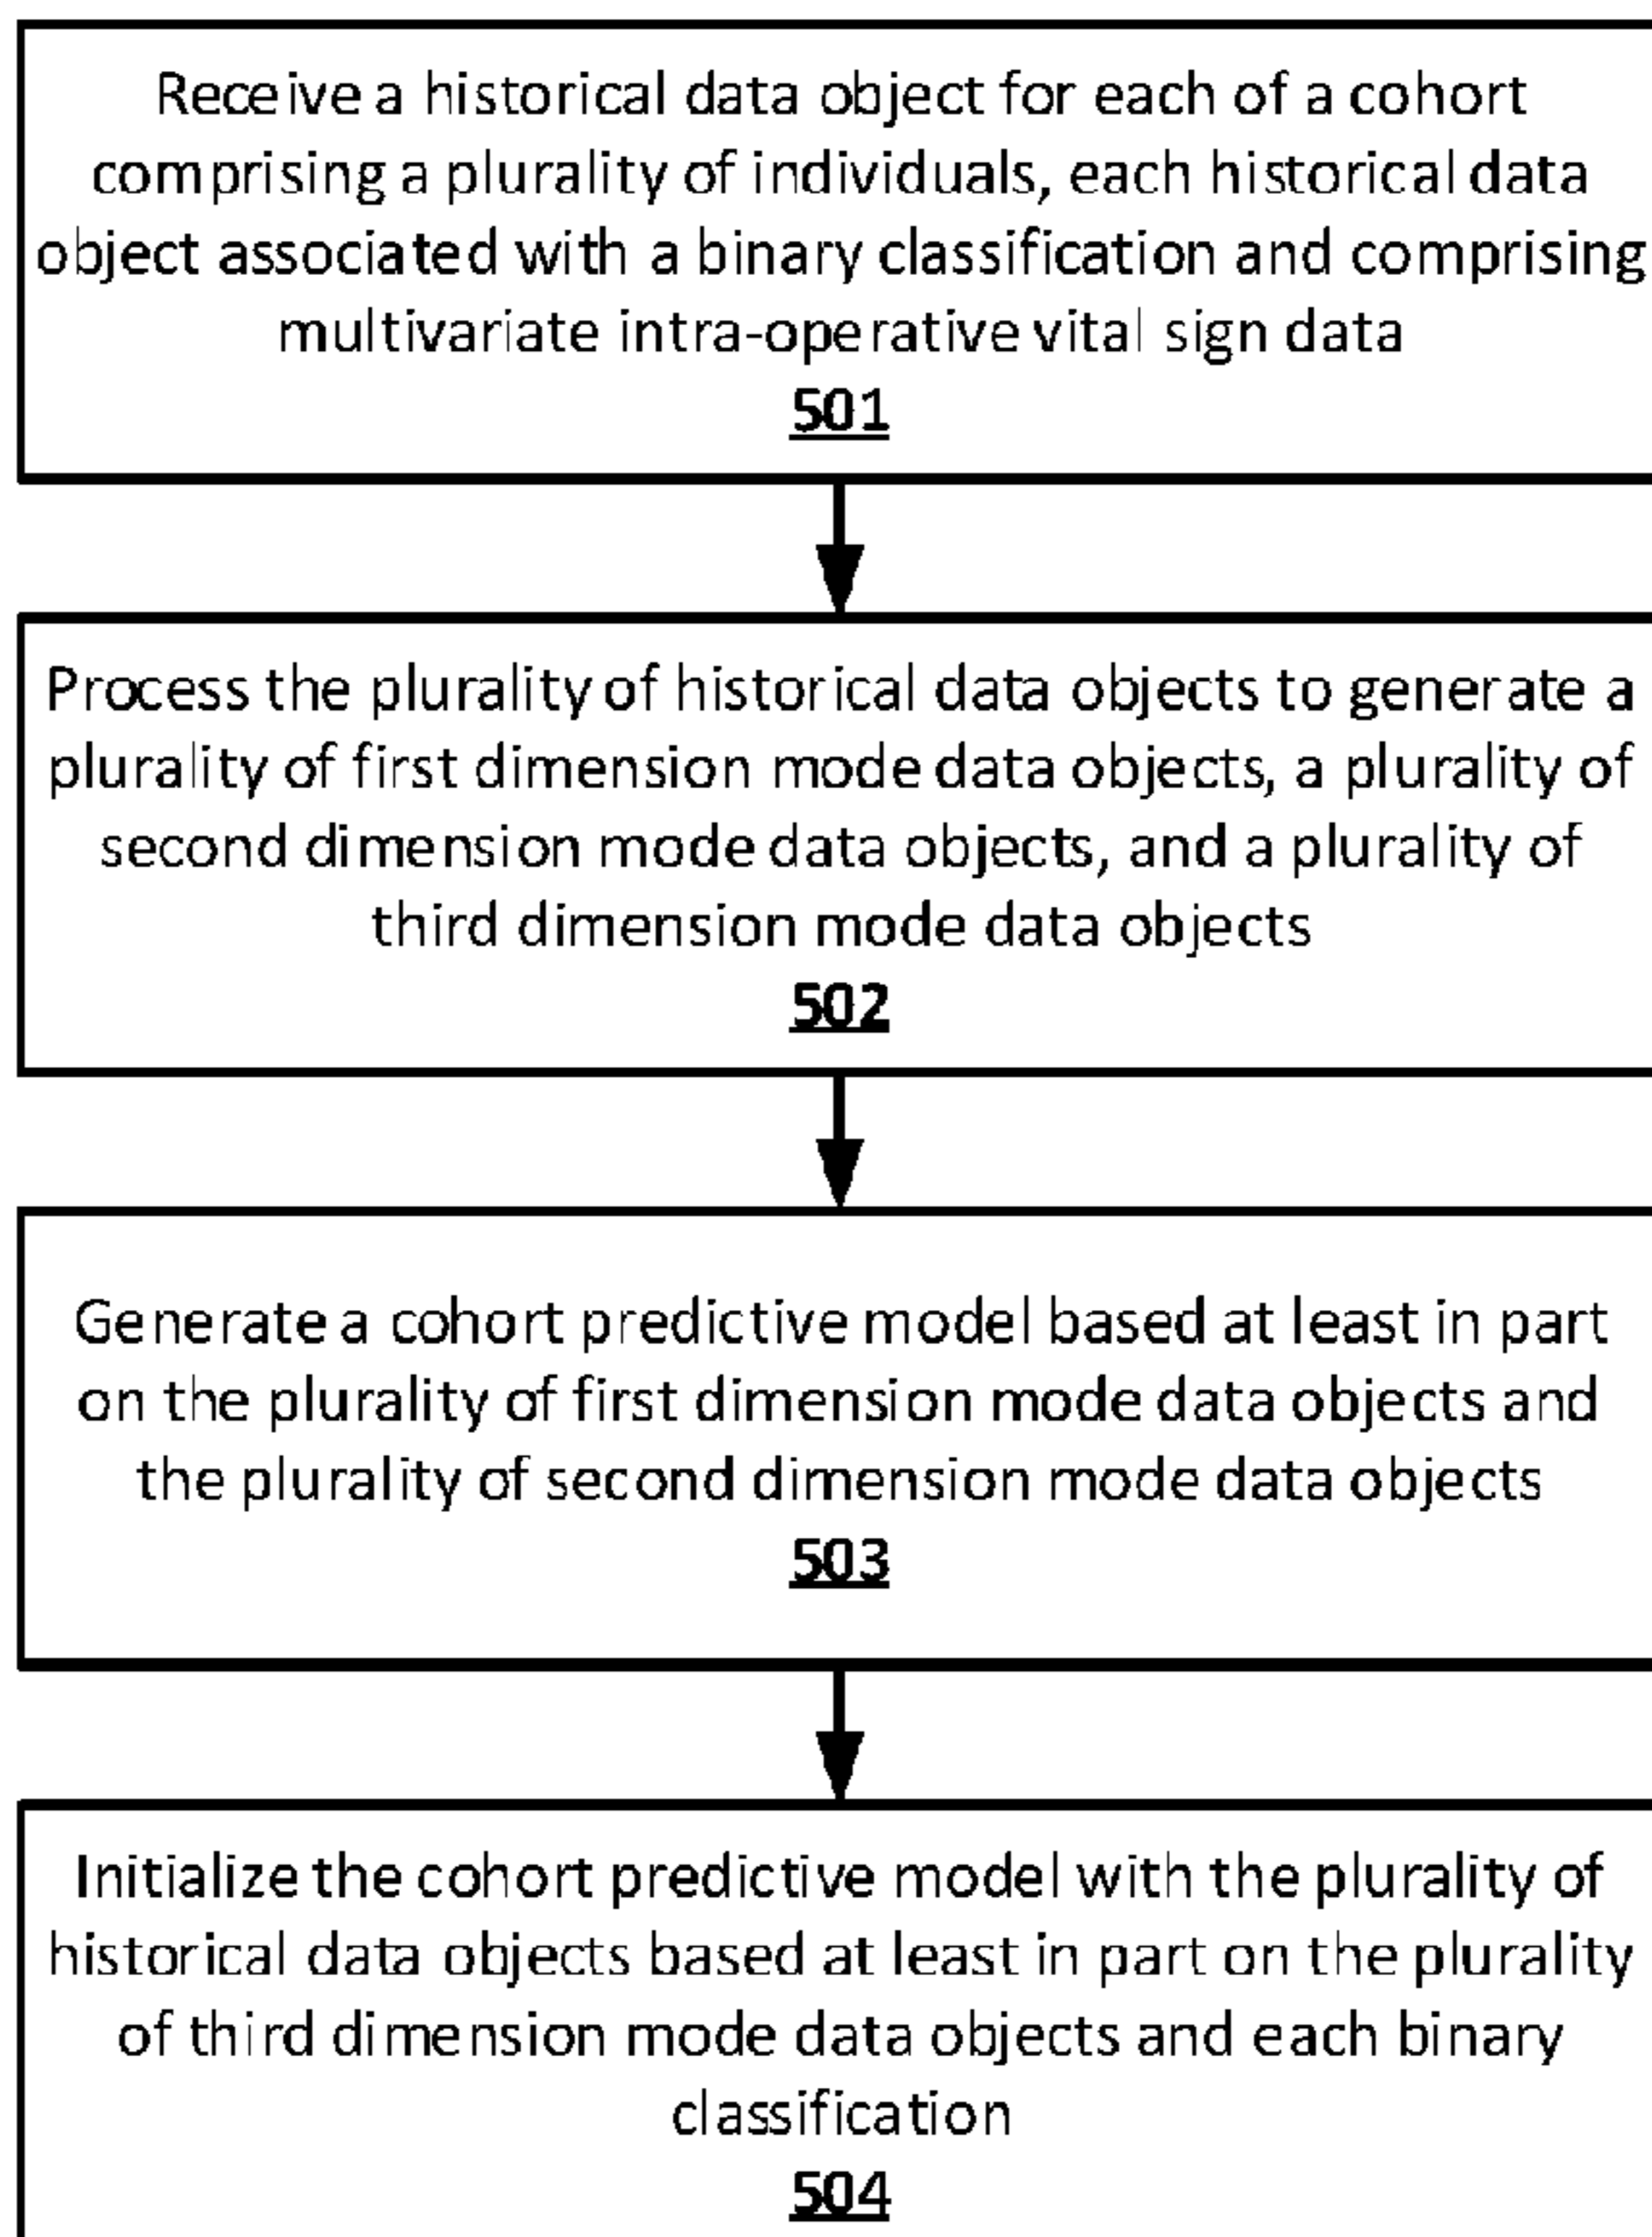 Receive a historical data object for each of a cohort
comprising a plurality of individuals, each historical data
object associated with a binary classification and comprising
multivariate intra-operative vital sign data
501
Process the plurality of historical data objects to generate a
plurality of first dimension mode data objects, a plurality of
second dimension mode data objects, and a plurality of
third dimension mode data objects
502
Generate a cohort predictive model based at least in part
on the plurality of first dimension mode data objects and
the plurality of second dimension mode data objects
503
Initialize the cohort predictive model with the plurality of
historical data objects based at least in part on the plurality
of third dimension mode data objects and each binary
classification
504